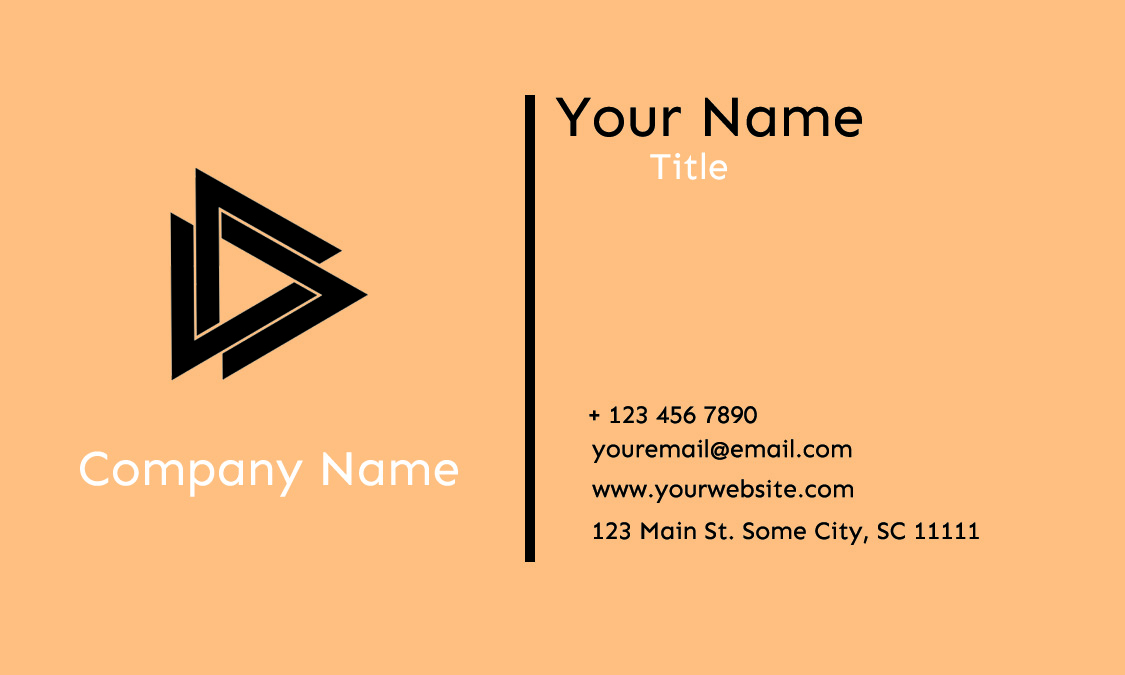 Your Name
Title
Company Name
+ 123 456 7890
youremail@email.com
www.yourwebsite.com
123 Main St. Some City, SC 11111